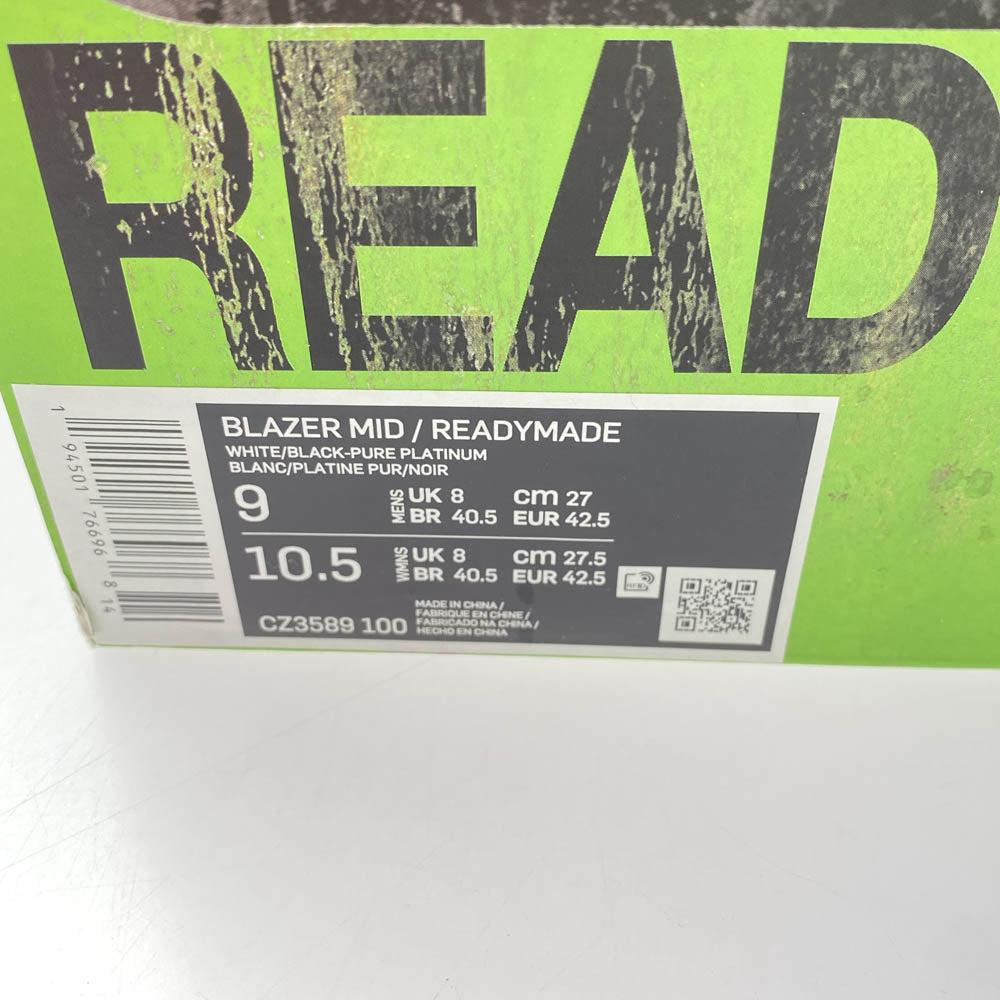 READ
BLAZER MID / READYMADE
WHITE/BLACK-PURE PLATINUM
BLANC/PLATINE PUR/NOIR
9 MENS UK 8 cm 27
BR 40.5 EUR 42.5
10.5 WMNS UK 8 cm 27.5
BR 40.5 EUR 42.5
RFID
CZ3589 100
MADE IN CHINA /
FABRIQUE EN CHINE /
FABRICADO NA CHINA /
HECHO EN CHINA
1 94501 76696 8 14